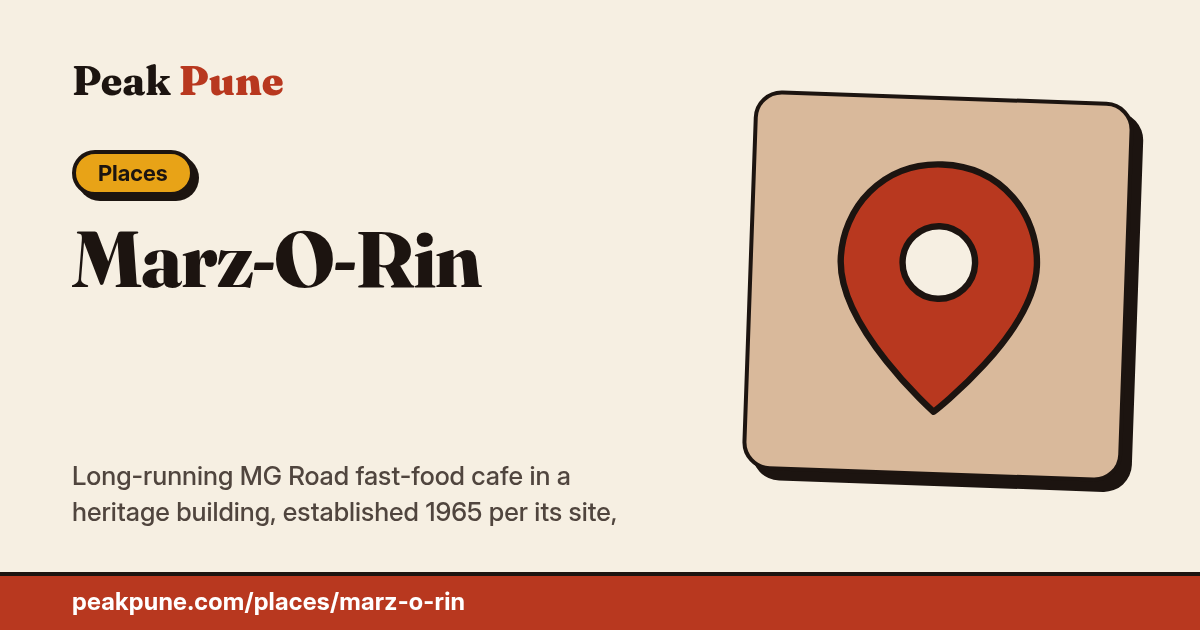 Peak Pune
Places
Marz-O-Rin
Long-running MG Road fast-food cafe in a
heritage building, established 1965 per its site,
peakpune.com/places/marz-o-rin